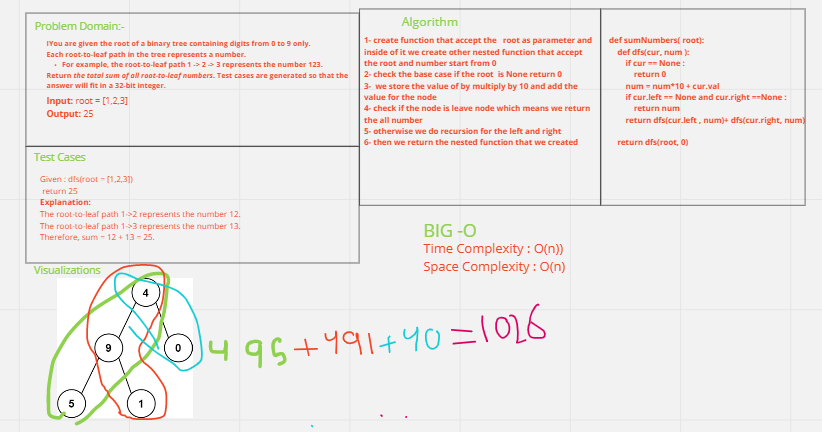 Problem Domain:-
IYou are given the root of a binary tree containing digits from 0 to 9 only.
Each root-to-leaf path in the tree represents a number.
• For example, the root-to-leaf path 1 -> 2 -> 3 represents the number 123.
Return the total sum of all root-to-leaf numbers. Test cases are generated so that the
answer will fit in a 32-bit integer.
Input: root = [1,2,3]
Output: 25
Test Cases
Given : dfs(root = [1,2,3])
return 25
Explanation:
The root-to-leaf path 1->2 represents the number 12.
The root-to-leaf path 1->3 represents the number 13.
Therefore, sum = 12 + 13 = 25.
Algorithm
1- create function that accept the root as parameter and
inside of it we create other nested function that accept
the root and number start from 0
2- check the base case if the root is None return 0
3- we store the value of by multiply by 10 and add the
value for the node
4- check if the node is leave node which means we return
the all number
5- otherwise we do recursion for the left and right
6- then we return the nested function that we created
def sumNumbers( root):
def dfs(cur, num ):
if cur == None :
return 0
num = num*10 + cur.val
if cur.left == None and cur.right ==None :
return num
return dfs(cur.left , num)+ dfs(cur.right, num)
return dfs(root, 0)
BIG -O
Time Complexity : O(n))
Space Complexity : O(n)
Visualizations
4
9
0
5
1
495+491+40=1026